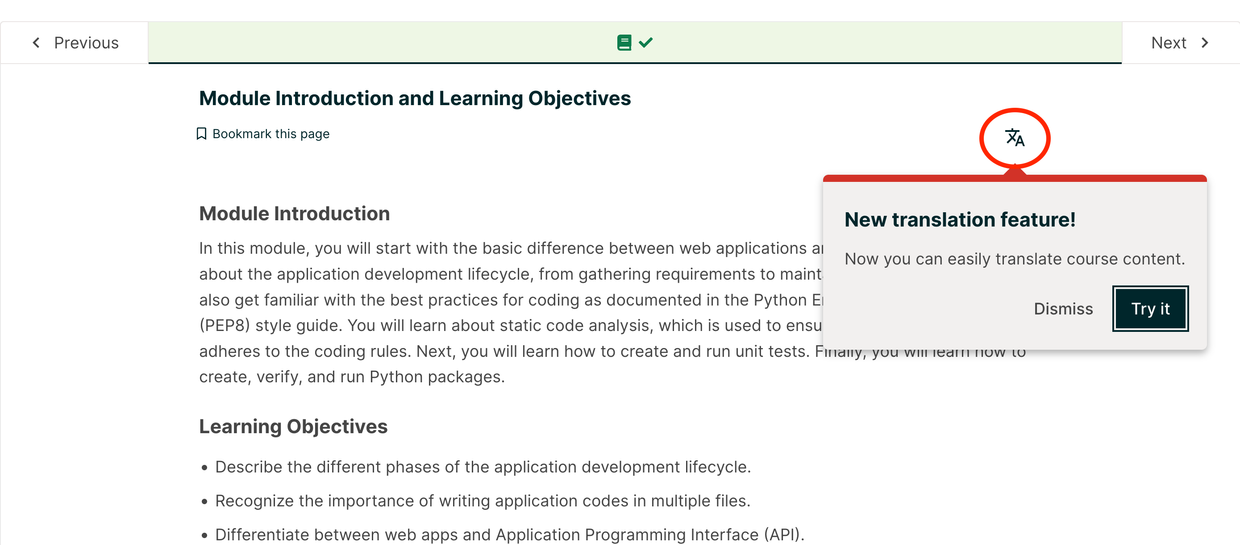 Previous
Next
Module Introduction and Learning Objectives
Bookmark this page
New translation feature!
Now you can easily translate course content.
Dismiss
Try it
Module Introduction
In this module, you will start with the basic difference between web applications
about the application development lifecycle, from gathering requirements to
also get familiar with the best practices for coding as documented in the Python
(PEP8) style guide. You will learn about static code analysis, which is used to
adheres to the coding rules. Next, you will learn how to create and run unit tests. Finally, you will learn how to
create, verify, and run Python packages.
Learning Objectives
• Describe the different phases of the application development lifecycle.
• Recognize the importance of writing application codes in multiple files.
• Differentiate between web apps and Application Programming Interface (API).